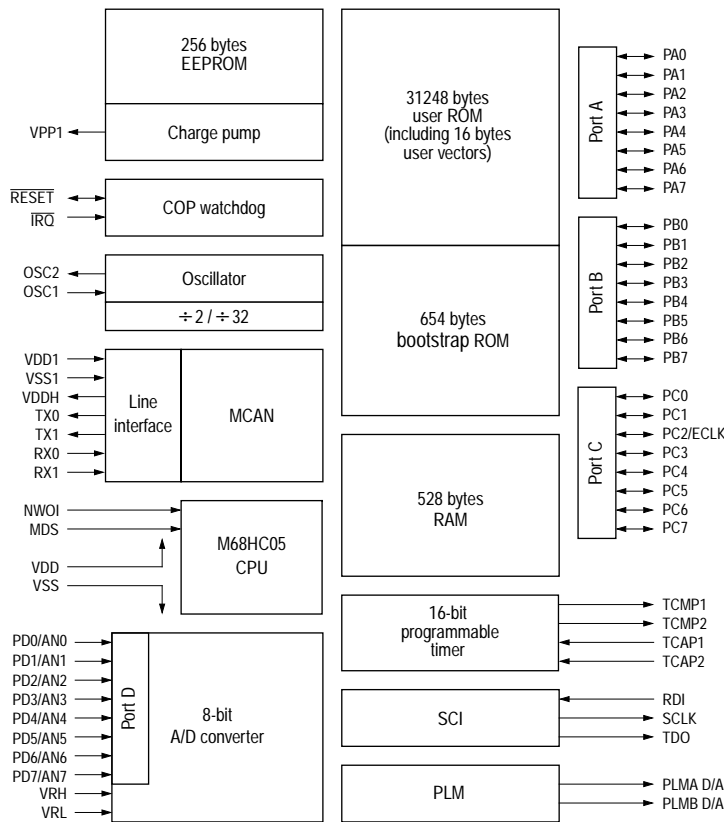 256 bytes
EEPROM
Charge pump
VPP1
RESET
IRQ
COP watchdog
OSC2
OSC1
Oscillator
÷2 / ÷32
VDD1
VSS1
VDDH
TX0
TX1
RX0
RX1
Line
interface
MCAN
NWOI
MDS
VDD
VSS
M68HC05
CPU
PD0/AN0
PD1/AN1
PD2/AN2
PD3/AN3
PD4/AN4
PD5/AN5
PD6/AN6
PD7/AN7
VRH
VRL
Port D
8-bit
A/D converter
31248 bytes
user ROM
(including 16 bytes
user vectors)
654 bytes
bootstrap ROM
528 bytes
RAM
16-bit
programmable
timer
SCI
PLM
Port A
PA0
PA1
PA2
PA3
PA4
PA5
PA6
PA7
Port B
PB0
PB1
PB2
PB3
PB4
PB5
PB6
PB7
Port C
PC0
PC1
PC2/ECLK
PC3
PC4
PC5
PC6
PC7
TCMP1
TCMP2
TCAP1
TCAP2
RDI
SCLK
TDO
PLMA D/A
PLMB D/A